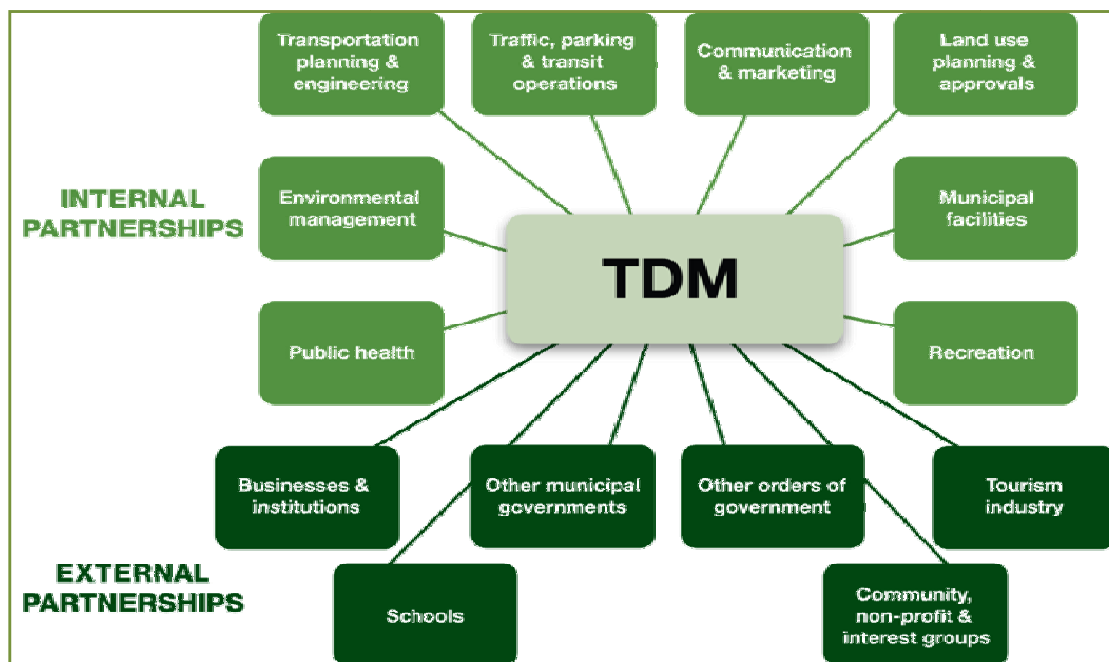 Transportation
planning &
engineering
Traffic, parking
& transit
operations
Communication
& marketing
Land use
planning &
approvals
INTERNAL
PARTNERSHIPS
Environmental
management
Municipal
facilities
TDM
Public health
Recreation
Businesses &
institutions
Other municipal
governments
Other orders of
government
Tourism
industry
EXTERNAL
PARTNERSHIPS
Schools
Community,
non-profit &
interest groups